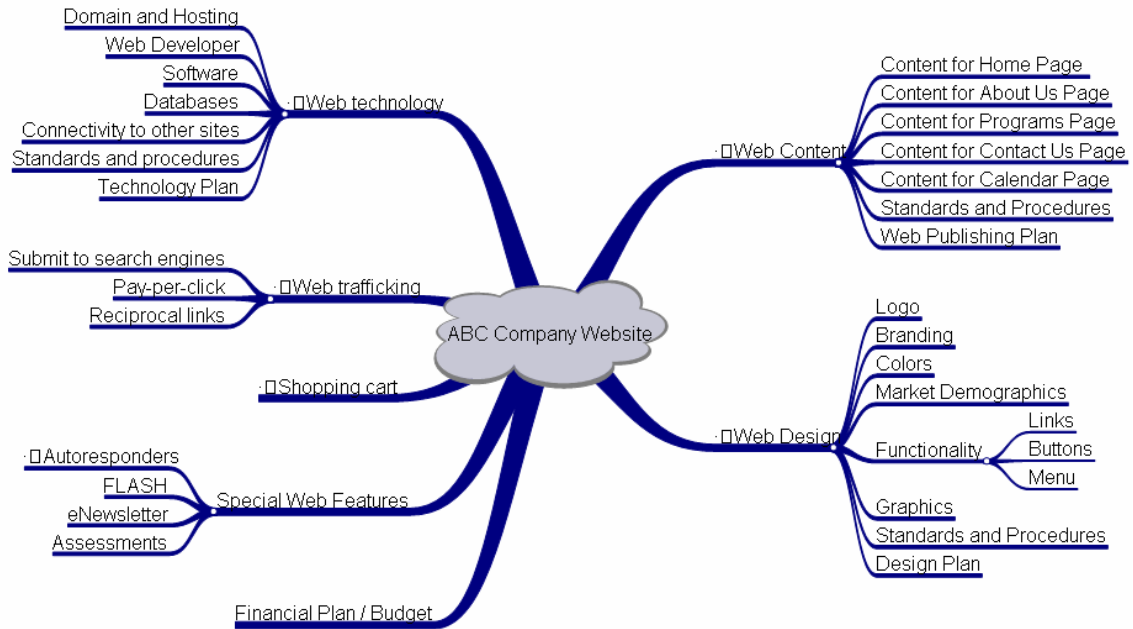 ABC Company Website
· Web technology
Domain and Hosting
Web Developer
Software
Databases
Connectivity to other sites
Standards and procedures
Technology Plan
· Web trafficking
Submit to search engines
Pay-per-click
Reciprocal links
· Shopping cart
Special Web Features
· Autoresponders
FLASH
eNewsletter
Assessments
Financial Plan / Budget
· Web Content
Content for Home Page
Content for About Us Page
Content for Programs Page
Content for Contact Us Page
Content for Calendar Page
Standards and Procedures
Web Publishing Plan
· Web Design
Logo
Branding
Colors
Market Demographics
Functionality
Links
Buttons
Menu
Graphics
Standards and Procedures
Design Plan